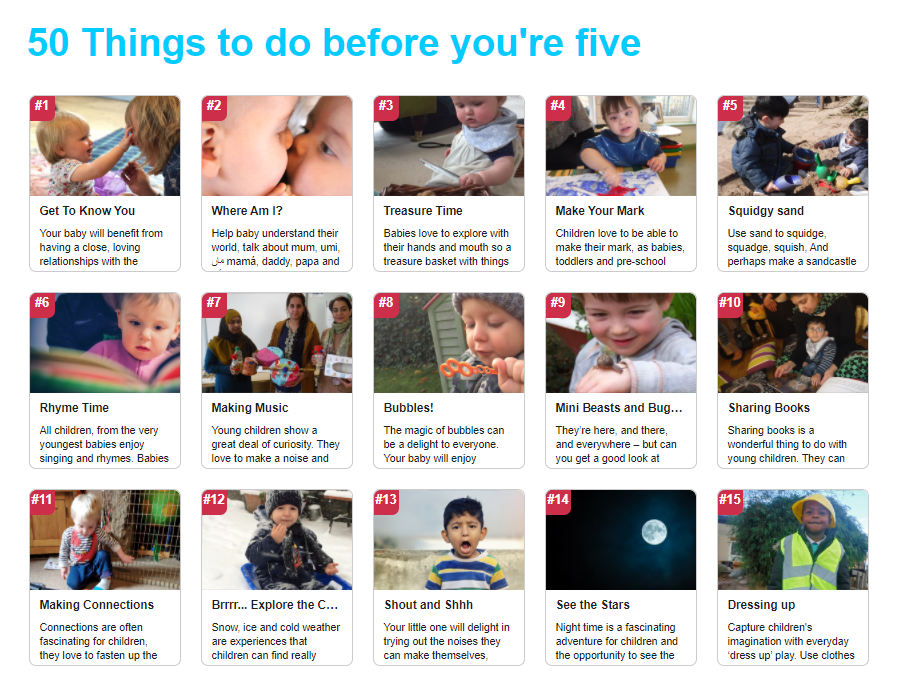 50 Things to do before you're five
#1
Get To Know You
Your baby will benefit from
having a close, loving
relationships with the
#2
Where Am I?
Help baby understand their
world, talk about mum, umi,
mamá, daddy, papa and
#3
Treasure Time
Babies love to explore with
their hands and mouth so a
treasure basket with things
#4
Make Your Mark
Children love to be able to
make their mark, as babies,
toddlers and pre-school
#5
Squidgy sand
Use sand to squidge,
squadge, squish, And
perhaps make a sandcastle
#6
Rhyme Time
All children, from the very
youngest babies enjoy
singing and rhymes. Babies
#7
Making Music
Young children show a
great deal of curiosity. They
love to make a noise and
#8
Bubbles!
The magic of bubbles can
be a delight to everyone.
Your baby will enjoy
#9
Mini Beasts and Bug...
They're here, and there,
and everywhere – but can
you get a good look at
#10
Sharing Books
Sharing books is a
wonderful thing to do with
young children. They can
#11
Making Connections
Connections are often
fascinating for children,
they love to fasten up the
#12
Brrrr... Explore the C...
Snow, ice and cold weather
are experiences that
children can find really
#13
Shout and Shhh
Your little one will delight in
trying out the noises they
can make themselves,
#14
See the Stars
Night time is a fascinating
adventure for children and
the opportunity to see the
#15
Dressing up
Capture children's
imagination with everyday
'dress up' play. Use clothes